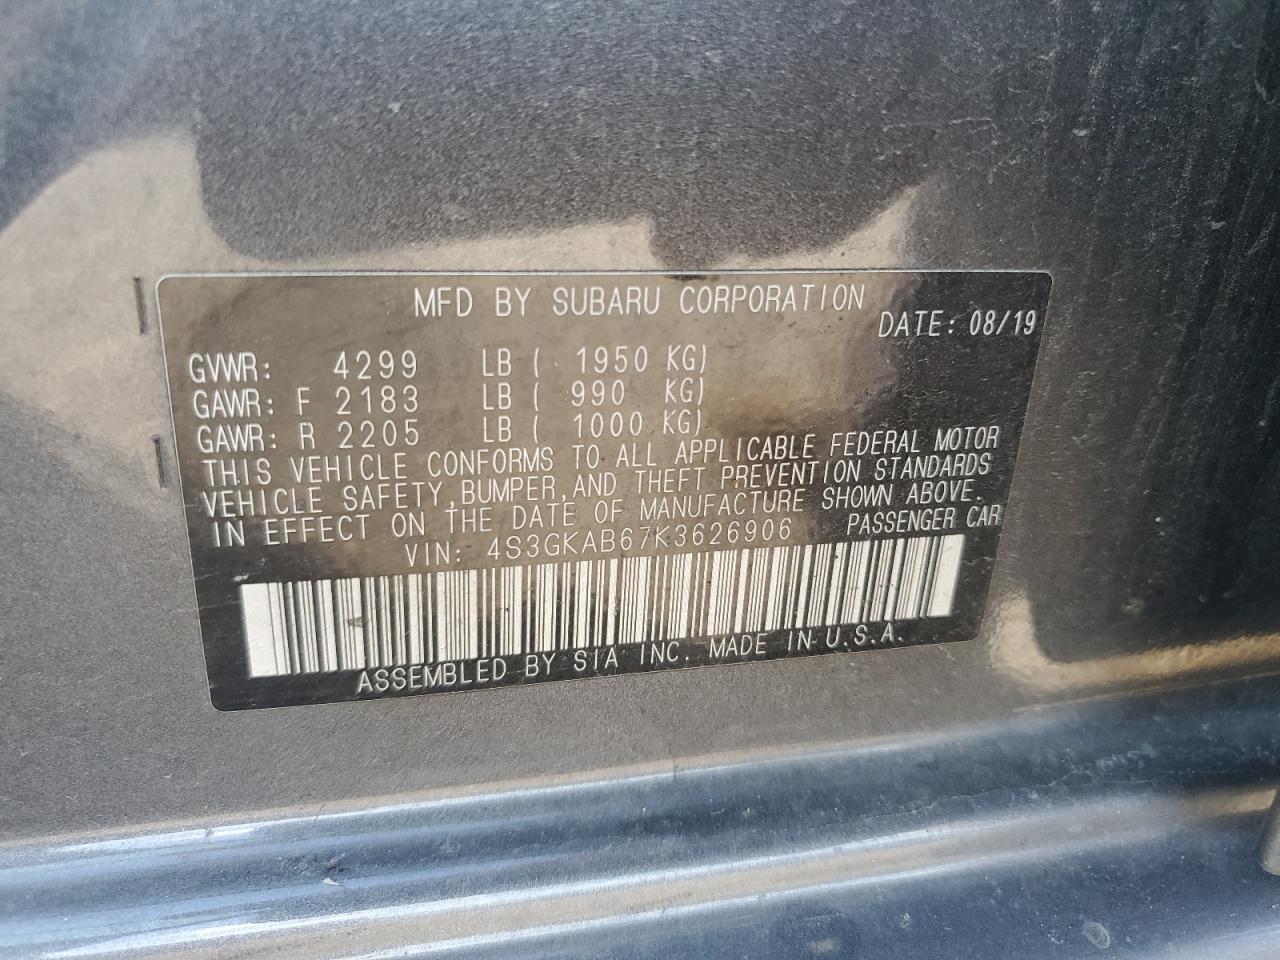 MFD BY SUBARU CORPORATION
DATE: 08/19
GVWR: 4299 LB ( 1950 KG)
GAWR: F 2183 LB ( 990 KG)
GAWR: R 2205 LB ( 1000 KG)
THIS VEHICLE CONFORMS TO ALL APPLICABLE FEDERAL MOTOR
VEHICLE SAFETY,BUMPER,AND THEFT PREVENTION STANDARDS
IN EFFECT ON THE DATE OF MANUFACTURE SHOWN ABOVE.
VIN: 4S3GKAB67K3626906 PASSENGER CAR
ASSEMBLED BY SIA INC. MADE IN U.S.A.